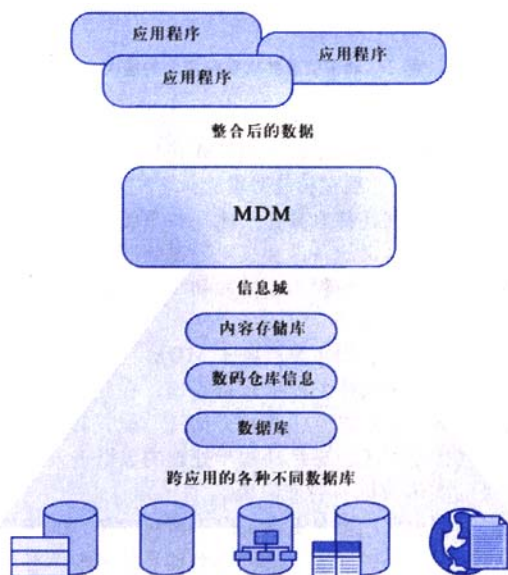 应用程序
应用程序
应用程序
整合后的数据
MDM
信息城
内容存储库
数码仓库信息
数据库
跨应用的各种不同数据库